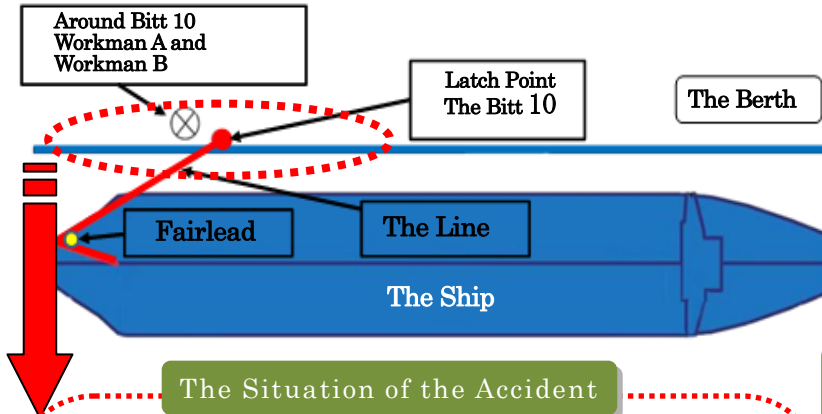 Around Bitt 10
Workman A and
Workman B
Latch Point
The Bitt 10
The Berth
Fairlead
The Line
The Ship
The Situation of the Accident